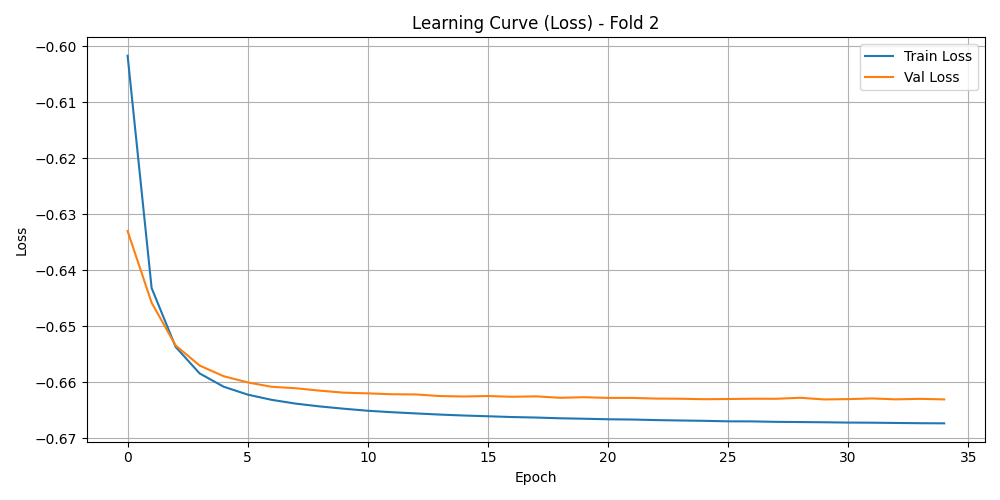 Learning Curve (Loss) - Fold 2
Train Loss
Val Loss
−0.60
−0.61
−0.62
−0.63
−0.64
−0.65
−0.66
−0.67
Loss
0 5 10 15 20 25 30 35
Epoch